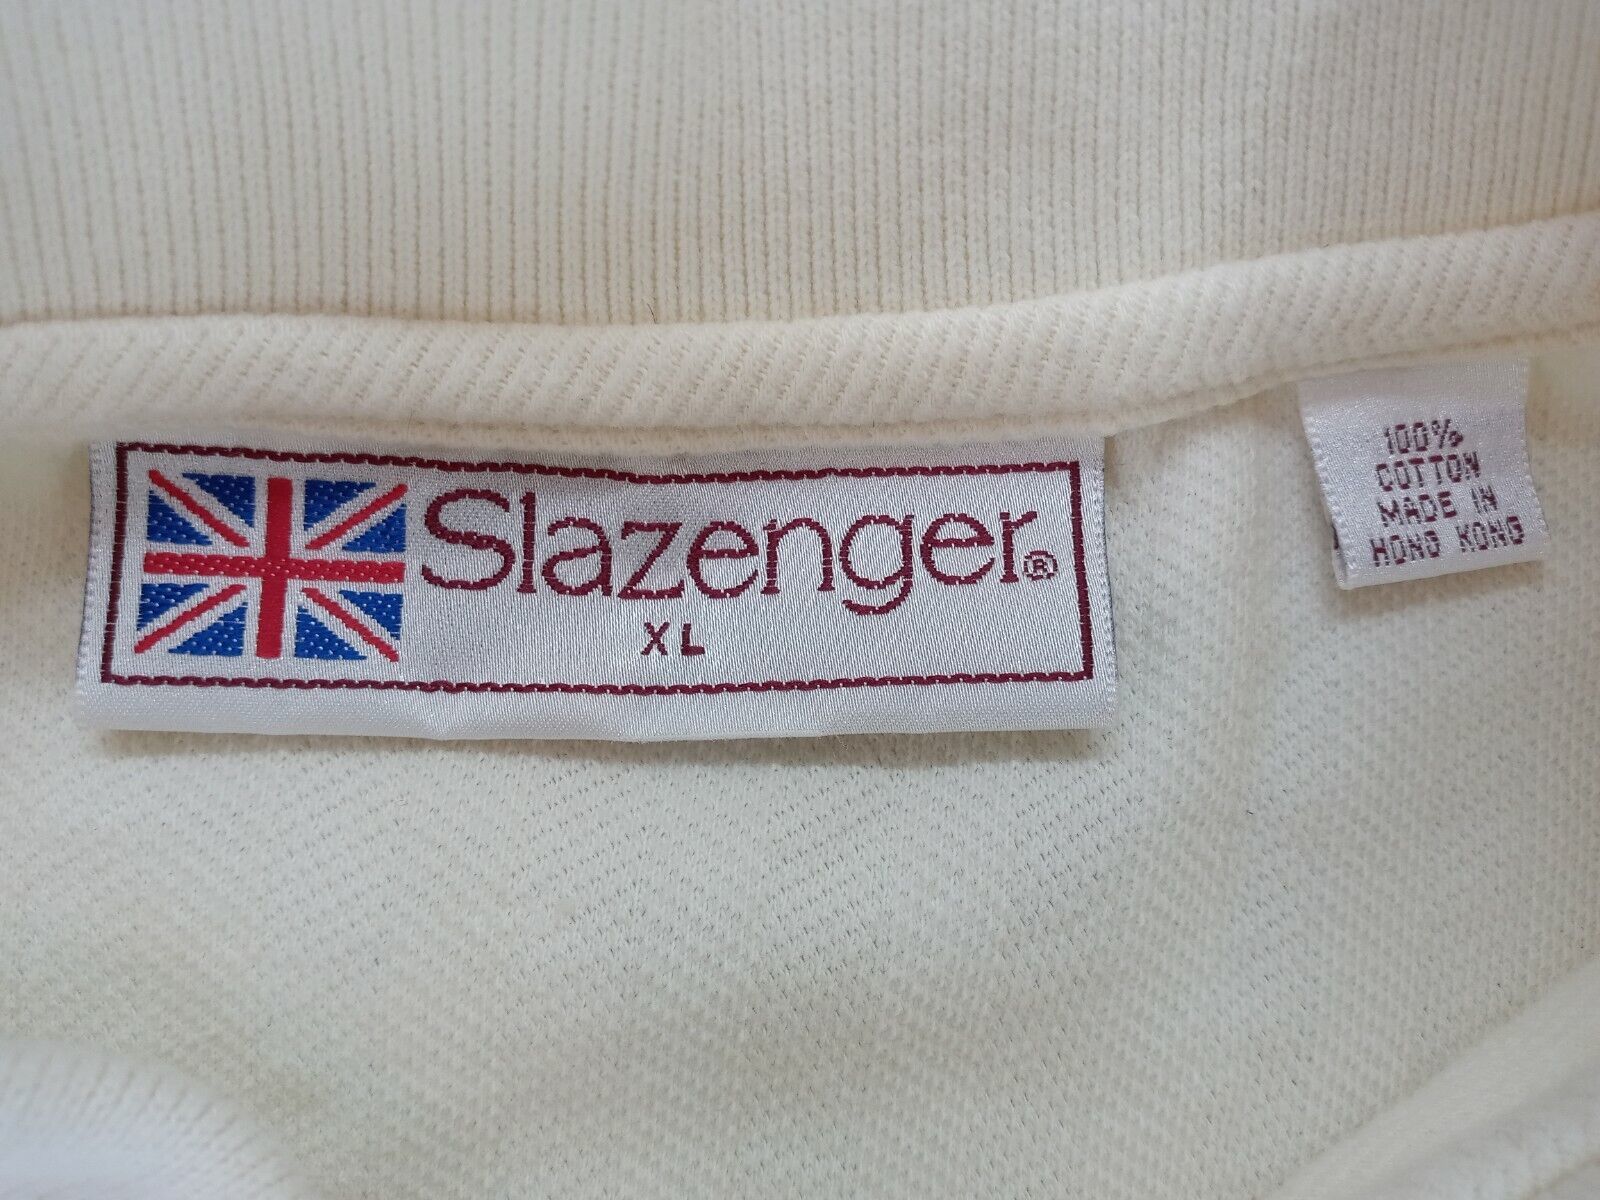 Slazenger®
XL
100%
COTTON
MADE IN
HONG KONG